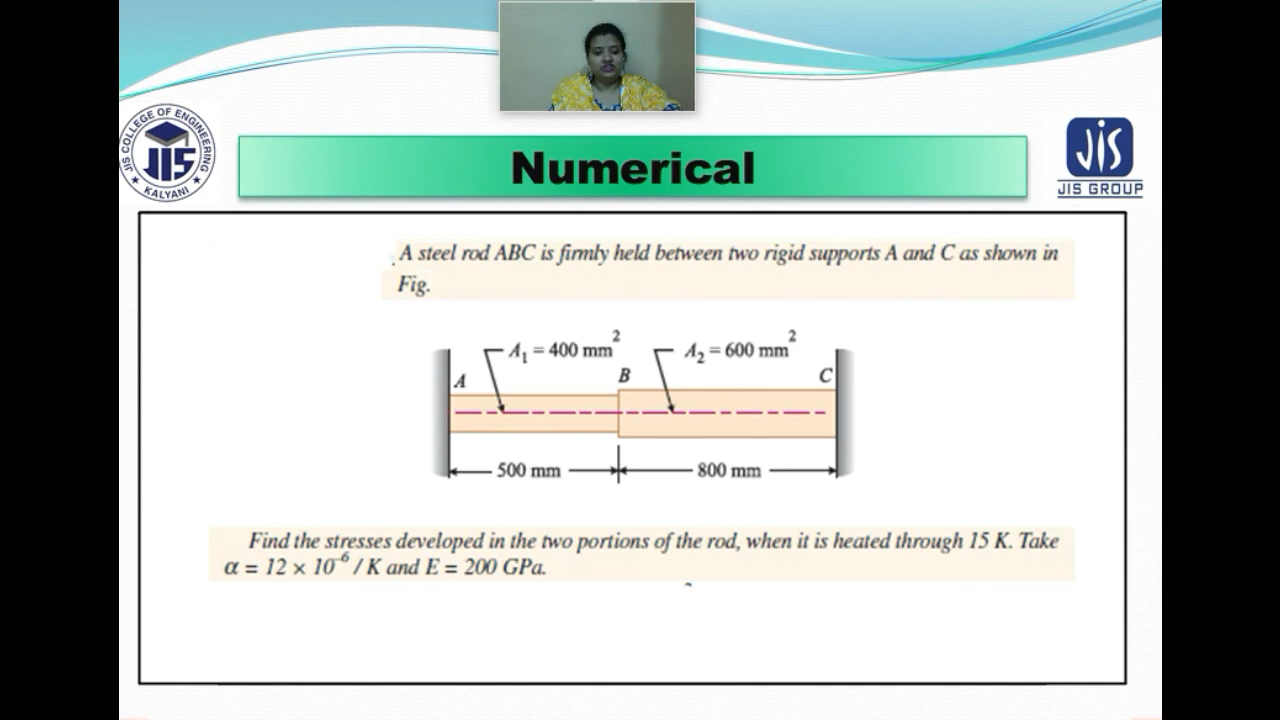 JIS COLLEGE OF ENGINEERING
JIS
KALYANI
Numerical
JIS
JIS GROUP
A steel rod ABC is firmly held between two rigid supports A and C as shown in
Fig.
A₁ = 400 mm²
A₂ = 600 mm²
A
B
C
500 mm
800 mm
Find the stresses developed in the two portions of the rod, when it is heated through 15 K. Take
α = 12 × 10⁻⁶ / K and E = 200 GPa.